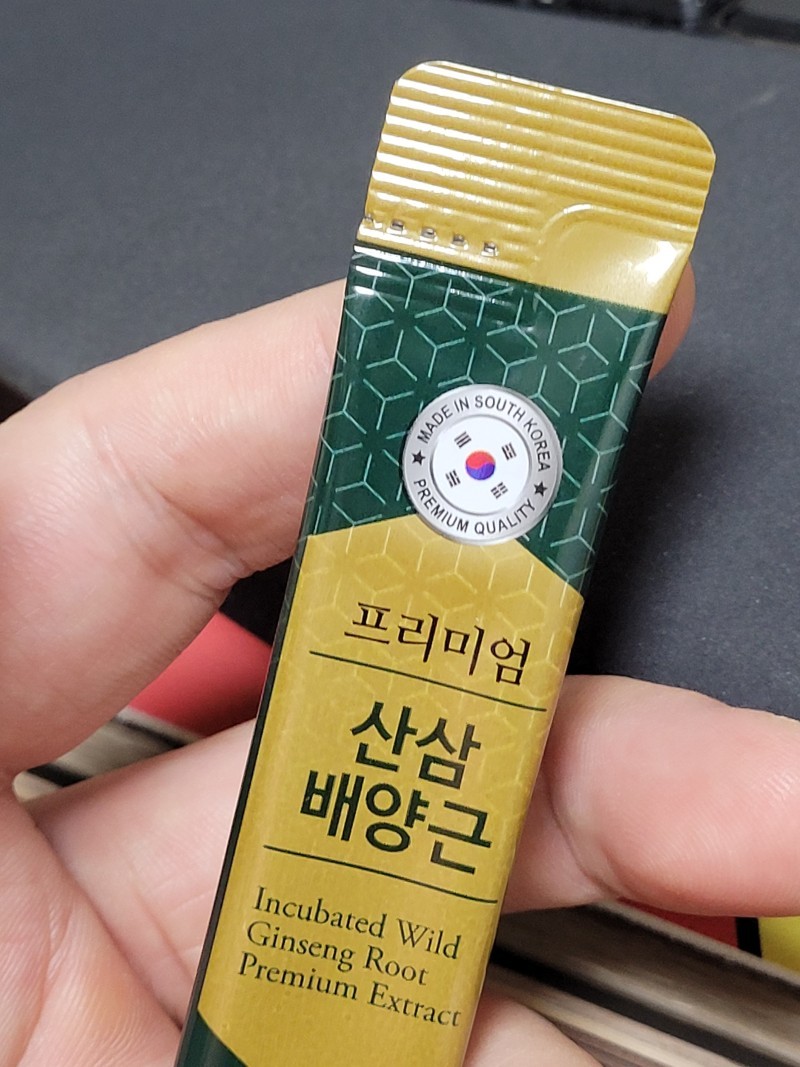 MADE IN SOUTH KOREA
PREMIUM QUALITY
프리미엄
산삼
배양근
Incubated Wild
Ginseng Root
Premium Extract